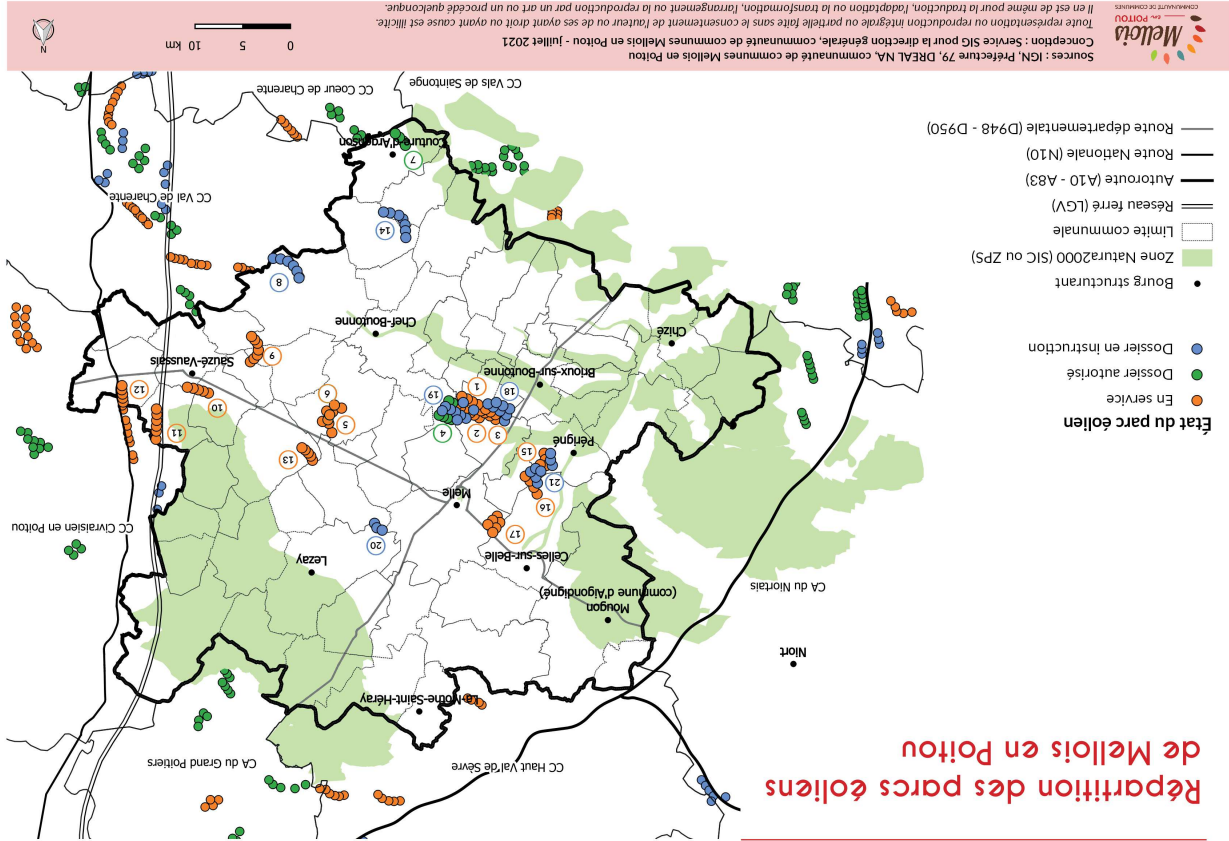 Répartition des parcs éoliens
de Mellois en Poitou
État du parc éolien
En service
Dossier autorisé
Dossier en instruction
Bourg structurant
Zone Natura2000 (SIC ou ZPS)
Limite communale
Réseau ferré (LGV)
Autoroute (A10 - A83)
Route Nationale (N10)
Route départementale (D948 - D950)
CA du Grand Poitiers
CC Haut Val de Sèvre
La-Mothe-Saint-Héray
Niort
Mougon
(commune d'Aigondigné)
CA du Niortais
Celles-sur-Belle
Lezay
20
17
CC Civraisien en Poitou
Melle
16
21
15
Périgné
13
11
10
12
5
6
4
2
3
19
1
18
Brioux-sur-Boutonne
Sauzé-Vaussais
9
Chef-Boutonne
Chizé
8
14
CC Val de Charente
7
Couture-d'Argenson
CC Coeur de Charente
CC Vals de Saintonge
Mellois
EN POITOU
COMMUNAUTÉ DE COMMUNES
Sources : IGN, Préfecture 79, DREAL NA, communauté de communes Mellois en Poitou
Conception : Service SIG pour la direction générale, communauté de communes Mellois en Poitou - juillet 2021
Toute représentation ou reproduction intégrale ou partielle faite sans le consentement de l'auteur ou de ses ayant droit ou ayant cause est illicite.
Il en est de même pour la traduction, l'adaptation ou la transformation, l'arrangement ou la reproduction par un art ou un procédé quelconque.
0 5 10 km
N